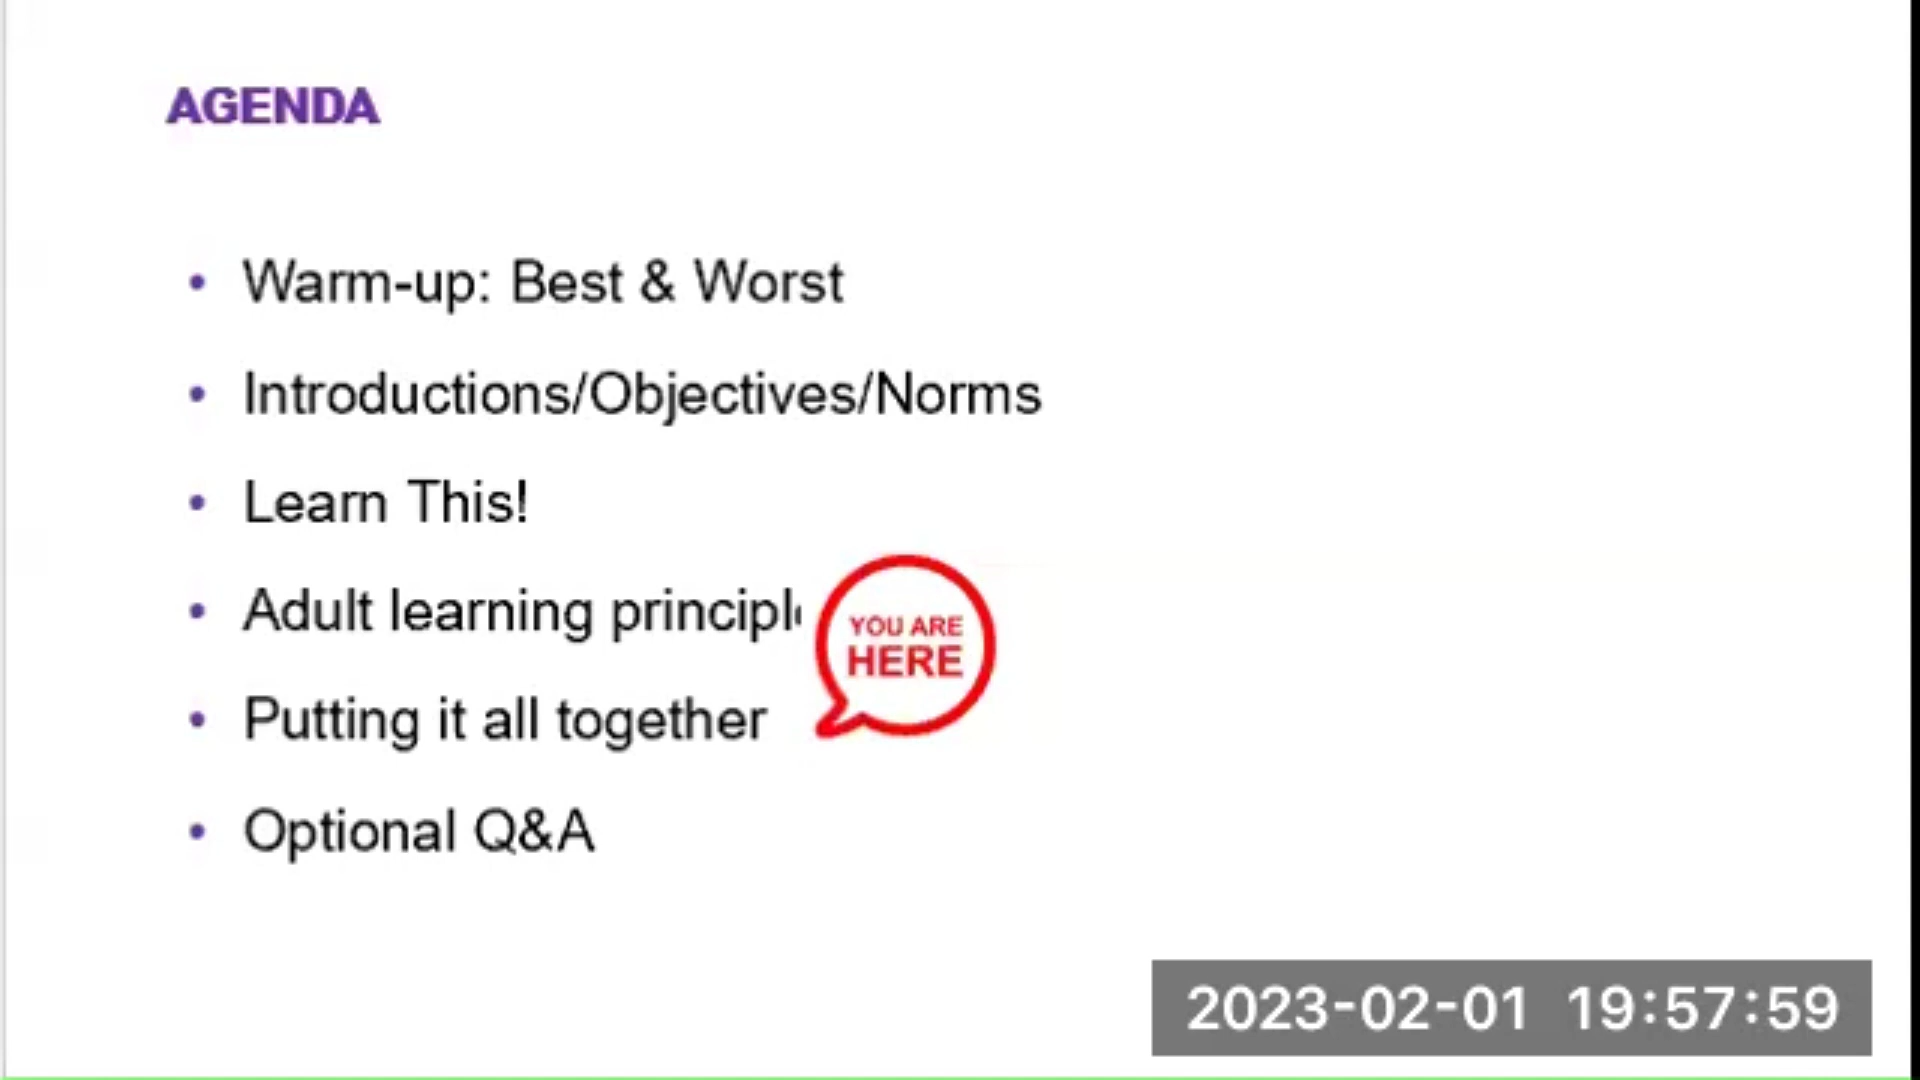 AGENDA
• Warm-up: Best & Worst
• Introductions/Objectives/Norms
• Learn This!
• Adult learning
YOU ARE
HERE
• Putting it all together
• Optional Q&A
2023-02-01 19:57:59